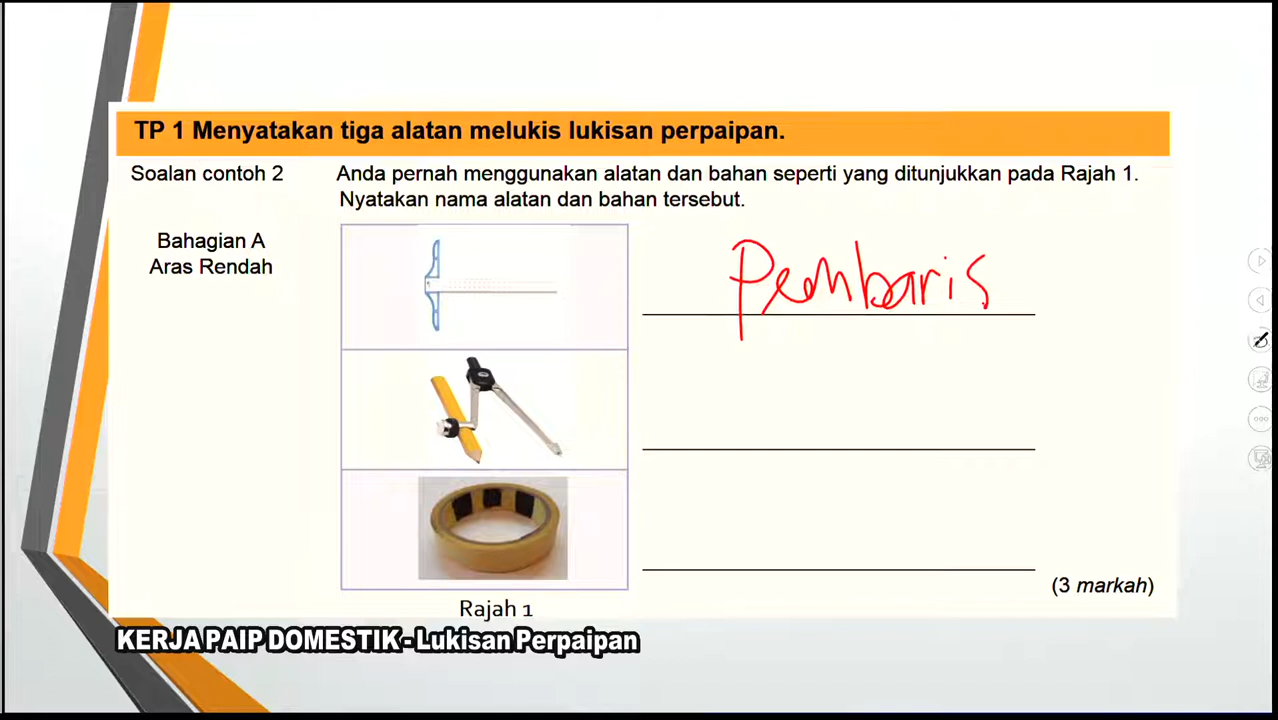 TP 1 Menyatakan tiga alatan melukis lukisan perpaipan.
Soalan contoh 2
Anda pernah menggunakan alatan dan bahan seperti yang ditunjukkan pada Rajah 1.
Nyatakan nama alatan dan bahan tersebut.
Bahagian A
Aras Rendah
Pembaris
(3 markah)
Rajah 1
KERJA PAIP DOMESTIK - Lukisan Perpaipan